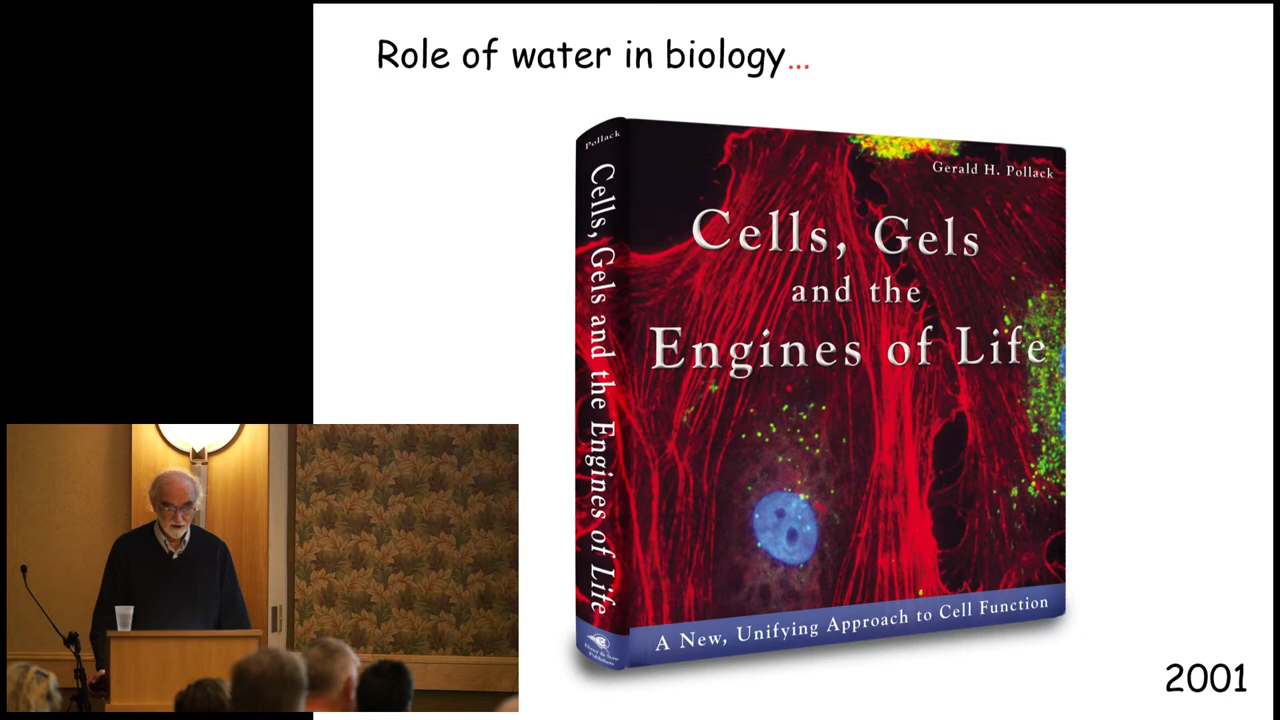 Role of water in biology...
Pollack
Cells, Gels and the Engines of Life
Gerald H. Pollack
Cells, Gels
and the
Engines of Life
A New, Unifying Approach to Cell Function
2001